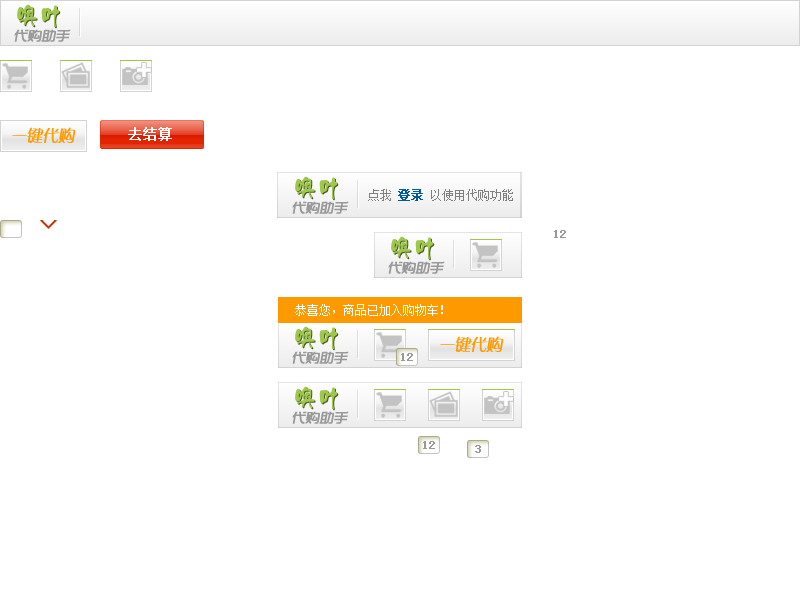 噢叶
代购助手
一键代购
去结算
噢叶
代购助手
点我 登录 以使用代购功能
噢叶
代购助手
12
恭喜您，商品已加入购物车！
噢叶
代购助手
12
一键代购
噢叶
代购助手
12
3